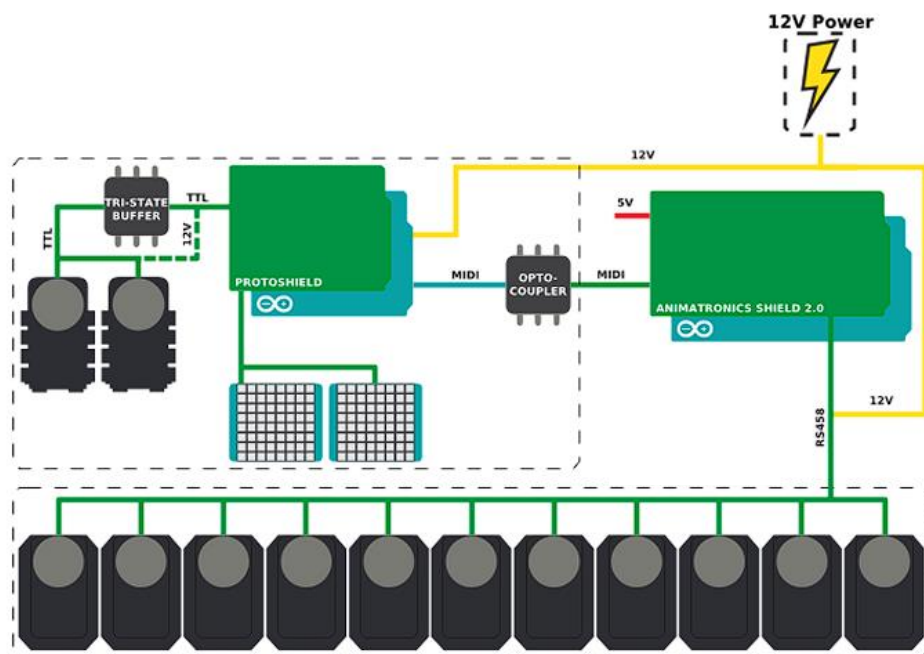 12V Power
12V
TRI-STATE
BUFFER
TTL
TTL
12V
PROTOSHIELD
MIDI
OPTO-
COUPLER
MIDI
5V
ANIMATRONICS SHIELD 2.0
12V
RS458